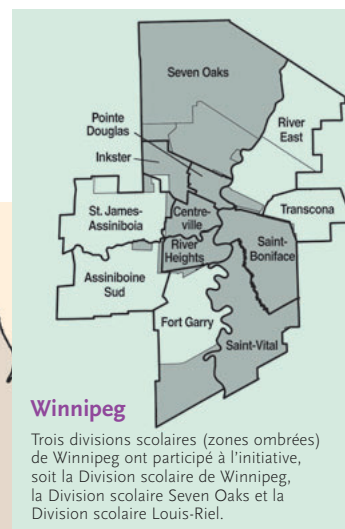 Seven Oaks
Pointe
Douglas
River
East
Inkster
St. James-
Assiniboia
Centre-
ville
Transcona
River
Heights
Saint-
Boniface
Assiniboine
Sud
Fort Garry
Saint-Vital
Winnipeg
Trois divisions scolaires (zones ombrées)
de Winnipeg ont participé à l’initiative,
soit la Division scolaire de Winnipeg,
la Division scolaire Seven Oaks et la
Division scolaire Louis-Riel.